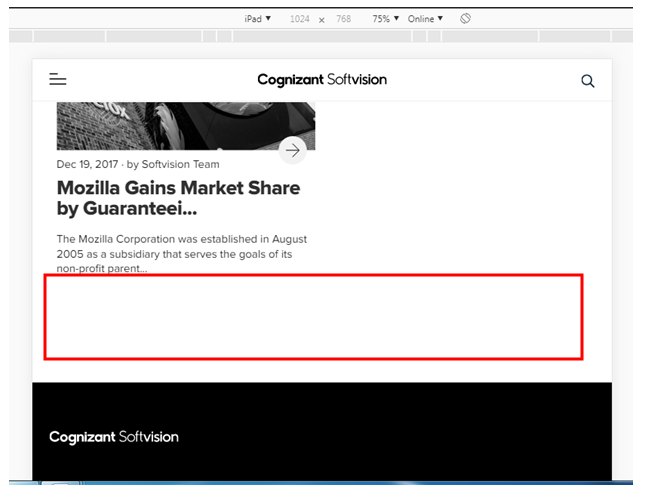 iPad ▼ 1024 x 768 75% ▼ Online ▼
Cognizant Softvision
Dec 19, 2017 · by Softvision Team
Mozilla Gains Market Share
by Guaranteei...
The Mozilla Corporation was established in August
2005 as a subsidiary that serves the goals of its
non-profit parent...
Cognizant Softvision